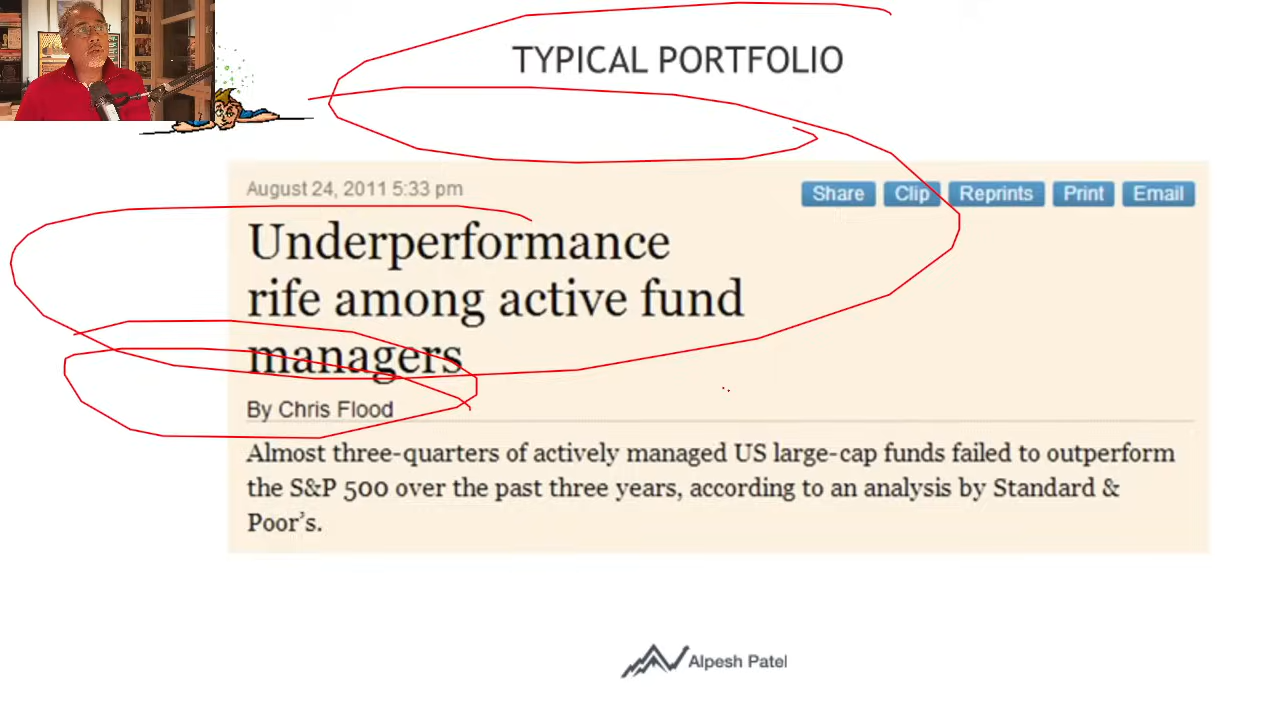 TYPICAL PORTFOLIO
August 24, 2011 5:33 pm
Share Clip Reprints Print Email
Underperformance
rife among active fund
managers
By Chris Flood
Almost three-quarters of actively managed US large-cap funds failed to outperform
the S&P 500 over the past three years, according to an analysis by Standard &
Poor's.
Alpesh Patel